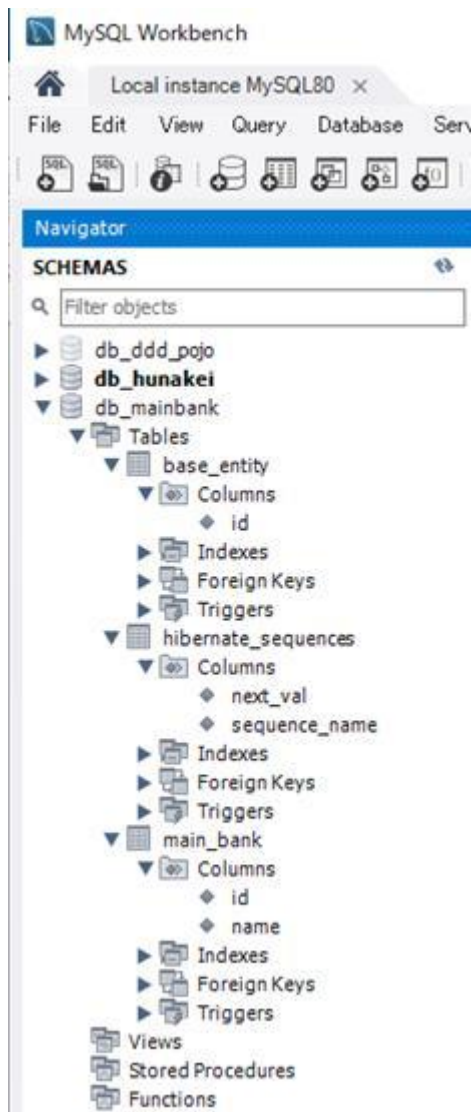 MySQL Workbench
Local instance MySQL80 ×
File Edit View Query Database Serv
Navigator
SCHEMAS
Filter objects
db_ddd_pojo
db_hunakei
db_mainbank
Tables
base_entity
Columns
id
Indexes
Foreign Keys
Triggers
hibernate_sequences
Columns
next_val
sequence_name
Indexes
Foreign Keys
Triggers
main_bank
Columns
id
name
Indexes
Foreign Keys
Triggers
Views
Stored Procedures
Functions